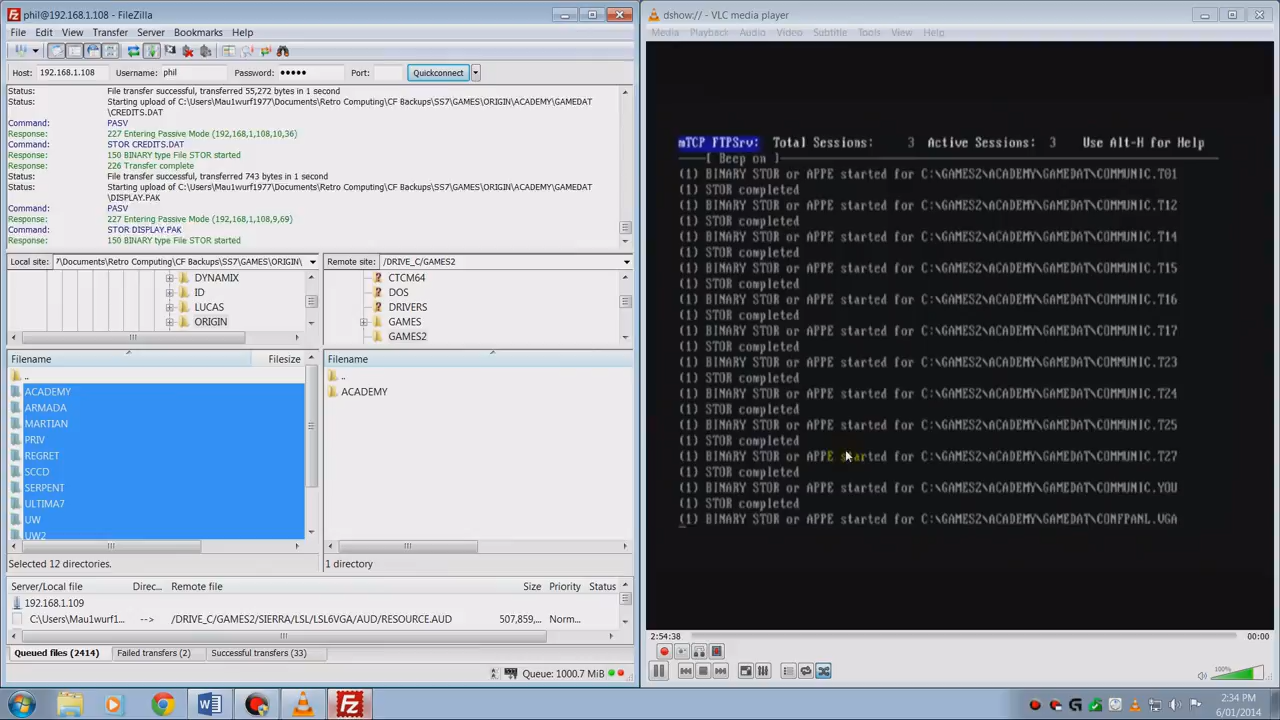 phil@192.168.1.108 - FileZilla
File Edit View Transfer Server Bookmarks Help
Host: 192.168.1.108 Username: phil Password: ●●●●● Port: Quickconnect
Status: File transfer successful, transferred 55,272 bytes in 1 second
Status: Starting upload of C:\Users\Mau1wurf1977\Documents\Retro Computing\CF Backups\SS7\GAMES\ORIGIN\ACADEMY\GAMEDAT
\CREDITS.DAT
Command: PASV
Response: 227 Entering Passive Mode (192,168,1,108,10,36)
Command: STOR CREDITS.DAT
Response: 150 BINARY type File STOR started
Response: 226 Transfer complete
Status: File transfer successful, transferred 743 bytes in 1 second
Status: Starting upload of C:\Users\Mau1wurf1977\Documents\Retro Computing\CF Backups\SS7\GAMES\ORIGIN\ACADEMY\GAMEDAT
\DISPLAY.PAK
Command: PASV
Response: 227 Entering Passive Mode (192,168,1,108,9,69)
Command: STOR DISPLAY.PAK
Response: 150 BINARY type File STOR started
Local site: 7\Documents\Retro Computing\CF Backups\SS7\GAMES\ORIGIN\
DYNAMIX
ID
LUCAS
ORIGIN
Remote site: /DRIVE_C/GAMES2
CTCM64
DOS
DRIVERS
GAMES
GAMES2
Filename Filesize
..
ACADEMY
ARMADA
MARTIAN
PRIV
REGRET
SCCD
SERPENT
ULTIMA7
UW
UW2
Selected 12 directories.
Filename
..
ACADEMY
1 directory
Server/Local file Direc... Remote file Size Priority Status
192.168.1.109
C:\Users\Mau1wurf1... --> /DRIVE_C/GAMES2/SIERRA/LSL/LSL6VGA/AUD/RESOURCE.AUD 507,859,... Norm...
Queued files (2414) Failed transfers (2) Successful transfers (33)
Queue: 1000.7 MiB
dshow:// - VLC media player
Media Playback Audio Video Subtitle Tools View Help
mTCP FTPSrv: Total Sessions: 3 Active Sessions: 3 Use Alt-H for Help
[ Beep on ]
(1) BINARY STOR or APPE started for C:\GAMES2\ACADEMY\GAMEDAT\COMMUNIC.T01
(1) STOR completed
(1) BINARY STOR or APPE started for C:\GAMES2\ACADEMY\GAMEDAT\COMMUNIC.T12
(1) STOR completed
(1) BINARY STOR or APPE started for C:\GAMES2\ACADEMY\GAMEDAT\COMMUNIC.T14
(1) STOR completed
(1) BINARY STOR or APPE started for C:\GAMES2\ACADEMY\GAMEDAT\COMMUNIC.T15
(1) STOR completed
(1) BINARY STOR or APPE started for C:\GAMES2\ACADEMY\GAMEDAT\COMMUNIC.T16
(1) STOR completed
(1) BINARY STOR or APPE started for C:\GAMES2\ACADEMY\GAMEDAT\COMMUNIC.T17
(1) STOR completed
(1) BINARY STOR or APPE started for C:\GAMES2\ACADEMY\GAMEDAT\COMMUNIC.T23
(1) STOR completed
(1) BINARY STOR or APPE started for C:\GAMES2\ACADEMY\GAMEDAT\COMMUNIC.T24
(1) STOR completed
(1) BINARY STOR or APPE started for C:\GAMES2\ACADEMY\GAMEDAT\COMMUNIC.T25
(1) STOR completed
(1) BINARY STOR or APPE started for C:\GAMES2\ACADEMY\GAMEDAT\COMMUNIC.T27
(1) STOR completed
(1) BINARY STOR or APPE started for C:\GAMES2\ACADEMY\GAMEDAT\COMMUNIC.YOU
(1) STOR completed
(1) BINARY STOR or APPE started for C:\GAMES2\ACADEMY\GAMEDAT\CONFPANL.VGA
2:54:38 00:00
100%
2:34 PM
6/01/2014